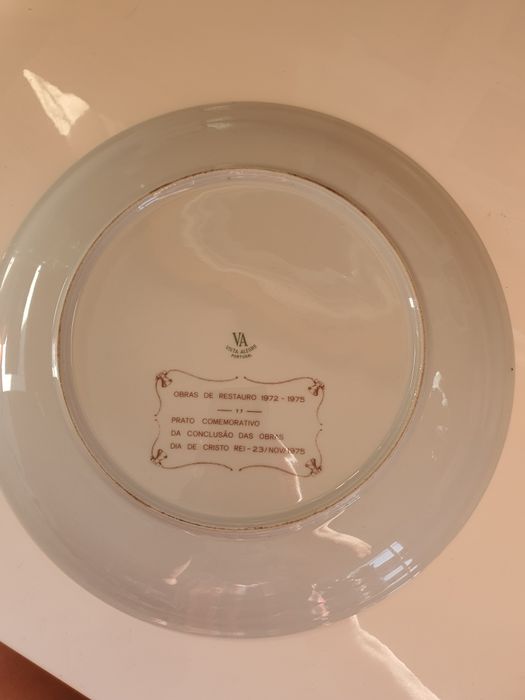 VA
VISTA ALEGRE
PORTUGAL
OBRAS DE RESTAURO 1972 - 1975
— " —
PRATO COMEMORATIVO
DA CONCLUSÃO DAS OBRAS
DIA DE CRISTO REI - 23/NOV/1975